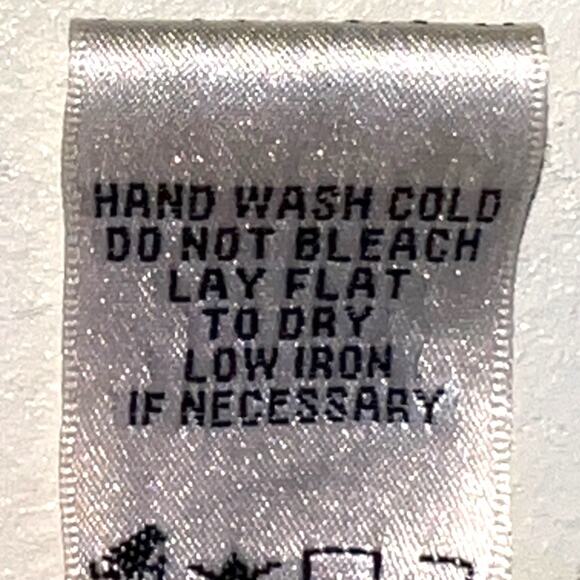 HAND WASH COLD
DO NOT BLEACH
LAY FLAT
TO DRY
LOW IRON
IF NECESSARY